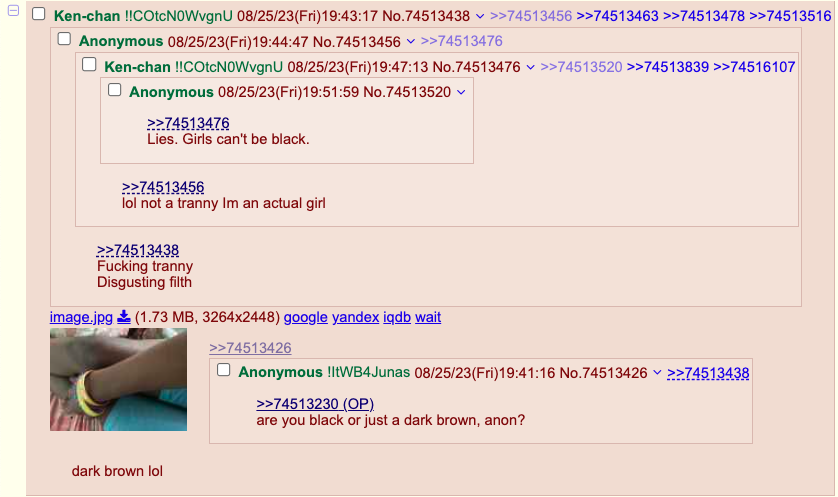 Ken-chan !!COtcN0WvgnU 08/25/23(Fri)19:43:17 No.74513438 >>74513456 >>74513463 >>74513478 >>74513516
Anonymous 08/25/23(Fri)19:44:47 No.74513456 >>74513476
Ken-chan !!COtcN0WvgnU 08/25/23(Fri)19:47:13 No.74513476 >>74513520 >>74513839 >>74516107
Anonymous 08/25/23(Fri)19:51:59 No.74513520
>>74513476
Lies. Girls can't be black.
>>74513456
lol not a tranny Im an actual girl
>>74513438
Fucking tranny
Disgusting filth
image.jpg (1.73 MB, 3264x2448) google yandex iqdb wait
>>74513426
Anonymous !ItWB4Junas 08/25/23(Fri)19:41:16 No.74513426 >>74513438
>>74513230 (OP)
are you black or just a dark brown, anon?
dark brown lol